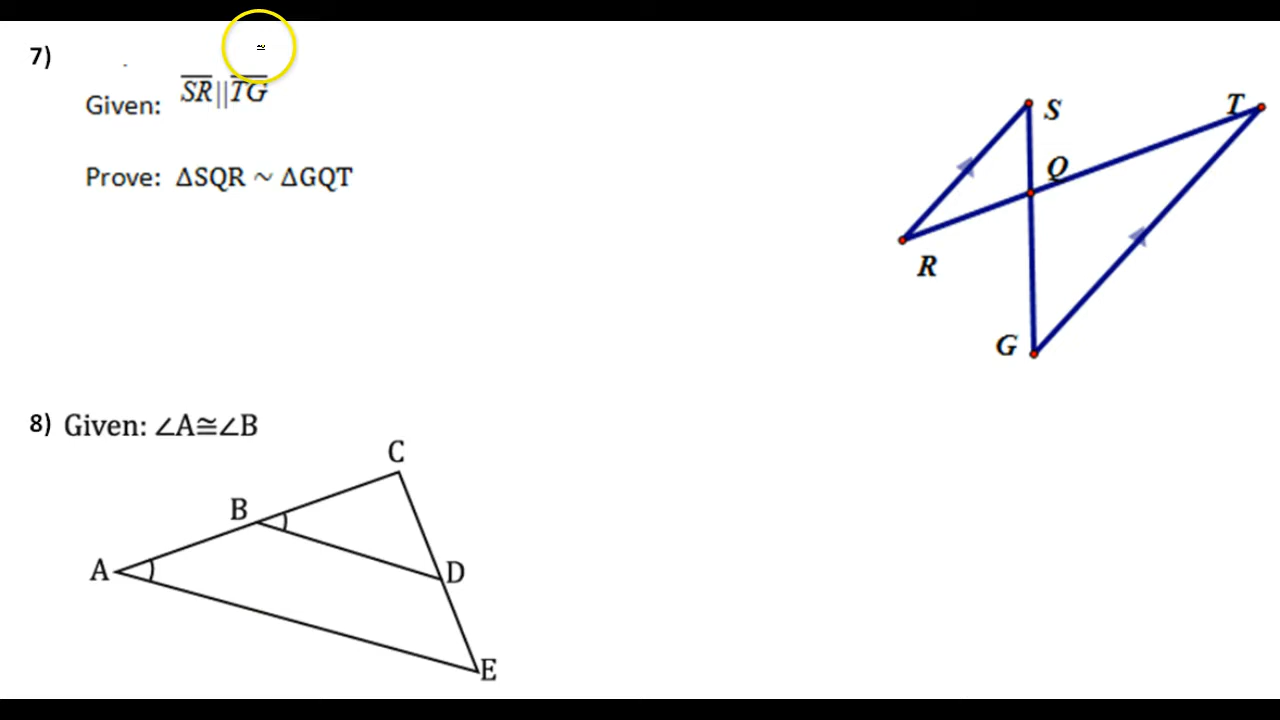 7)
Given: SR||TG
Prove: ΔSQR ~ ΔGQT
S
T
Q
R
G
8) Given: ∠A≅∠B
C
B
A
D
E